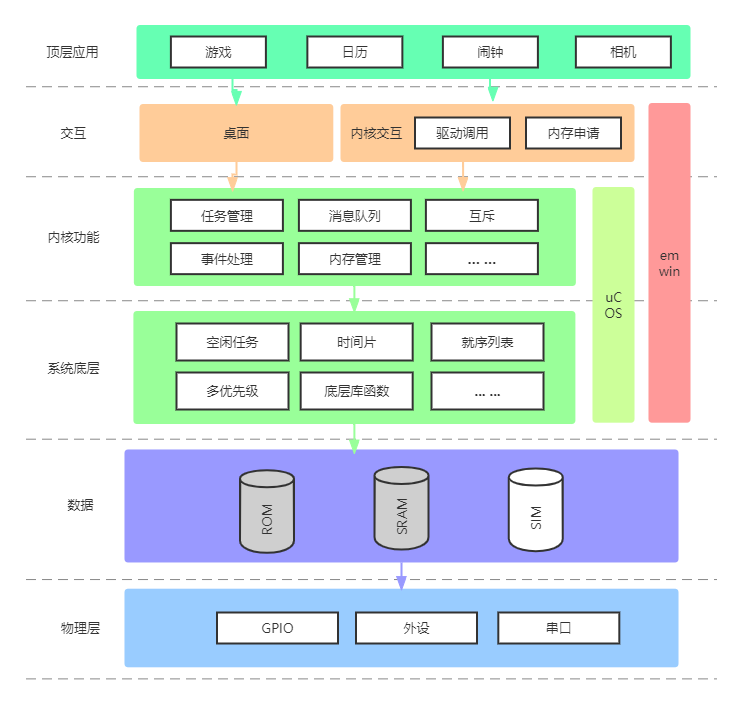 顶层应用
游戏
日历
闹钟
相机
交互
桌面
内核交互
驱动调用
内存申请
内核功能
任务管理
消息队列
互斥
事件处理
内存管理
... ...
uC
OS
em
win
系统底层
空闲任务
时间片
就序列表
多优先级
底层库函数
... ...
数据
ROM
SRAM
SIM
物理层
GPIO
外设
串口